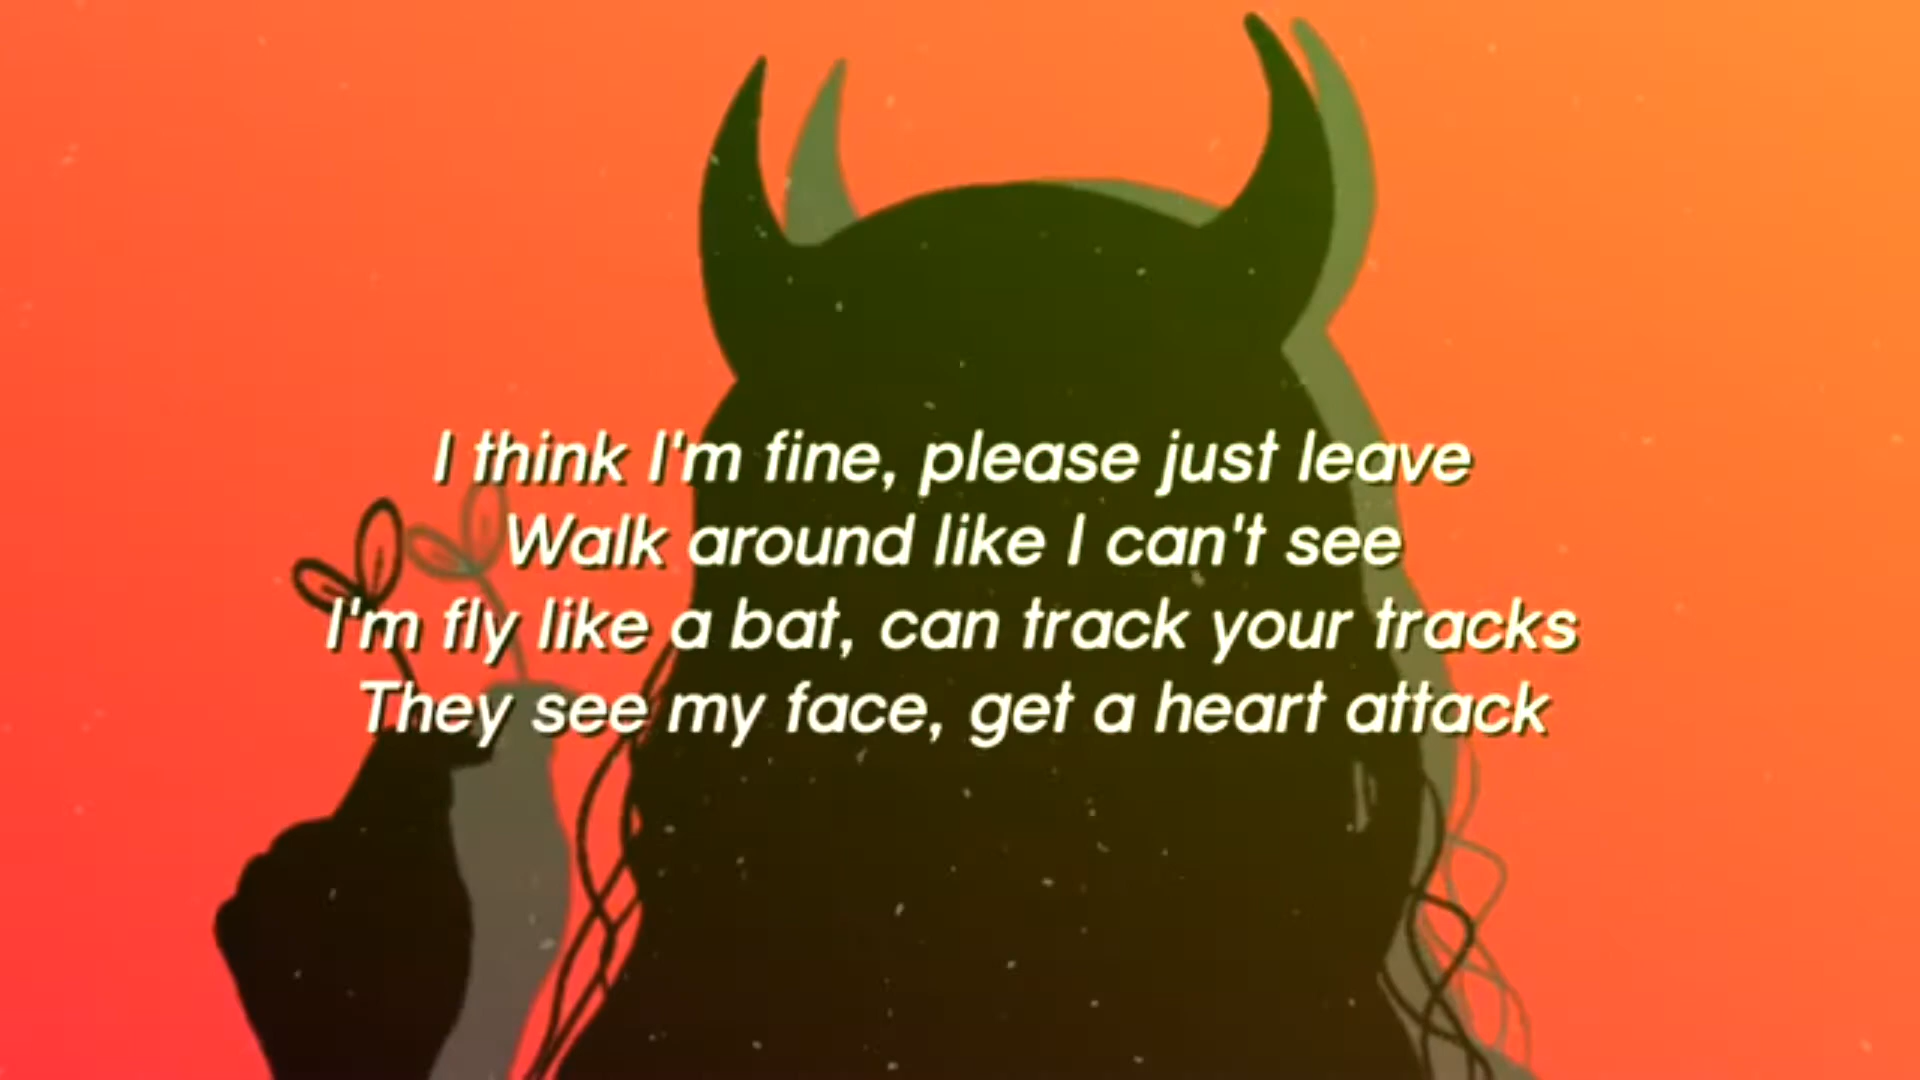 I think I'm fine, please just leave
Walk around like I can't see
I'm fly like a bat, can track your tracks
They see my face, get a heart attack